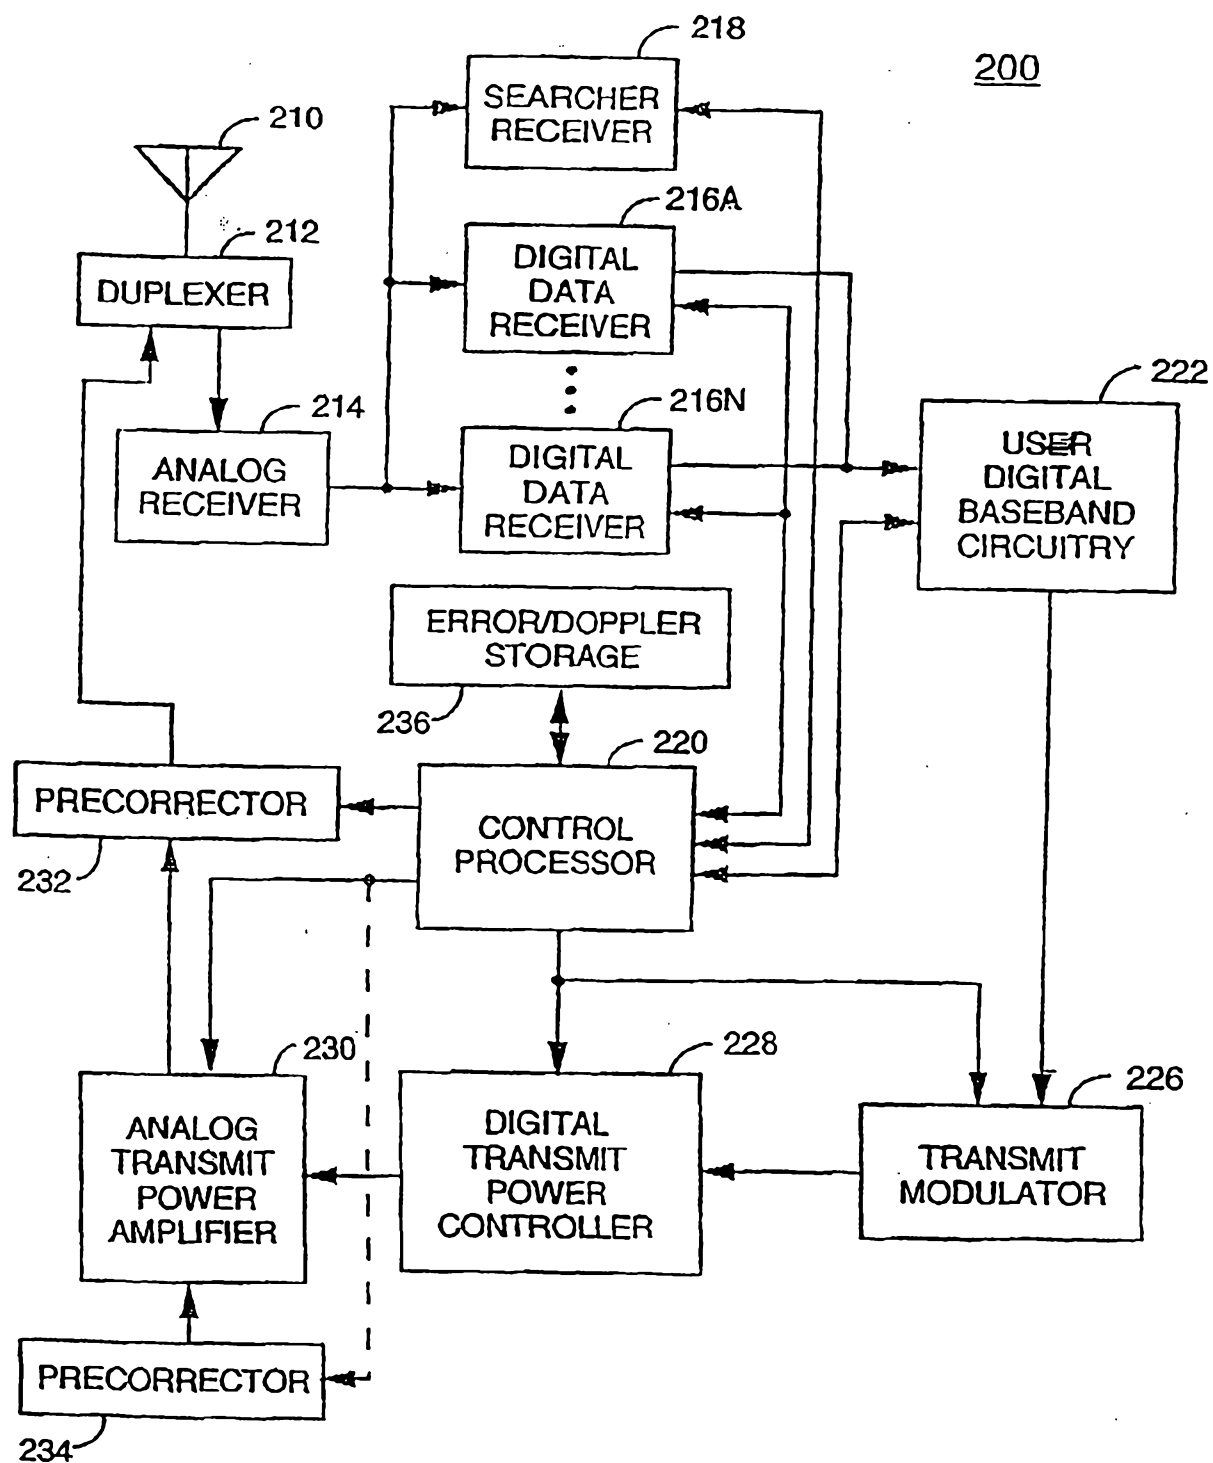 218
200
SEARCHER
RECEIVER
210
216A
212
DIGITAL
DATA
RECEIVER
DUPLEXER
222
214
216N
USER
DIGITAL
BASEBAND
CIRCUITRY
ANALOG
RECEIVER
DIGITAL
DATA
RECEIVER
ERROR/DOPPLER
STORAGE
236
220
PRECORRECTOR
CONTROL
PROCESSOR
232
230
228
226
ANALOG
TRANSMIT
POWER
AMPLIFIER
DIGITAL
TRANSMIT
POWER
CONTROLLER
TRANSMIT
MODULATOR
PRECORRECTOR
234